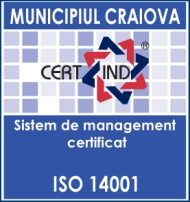 MUNICIPIUL CRAIOVA
CERT IND ®
Sistem de management
certificat
ISO 14001